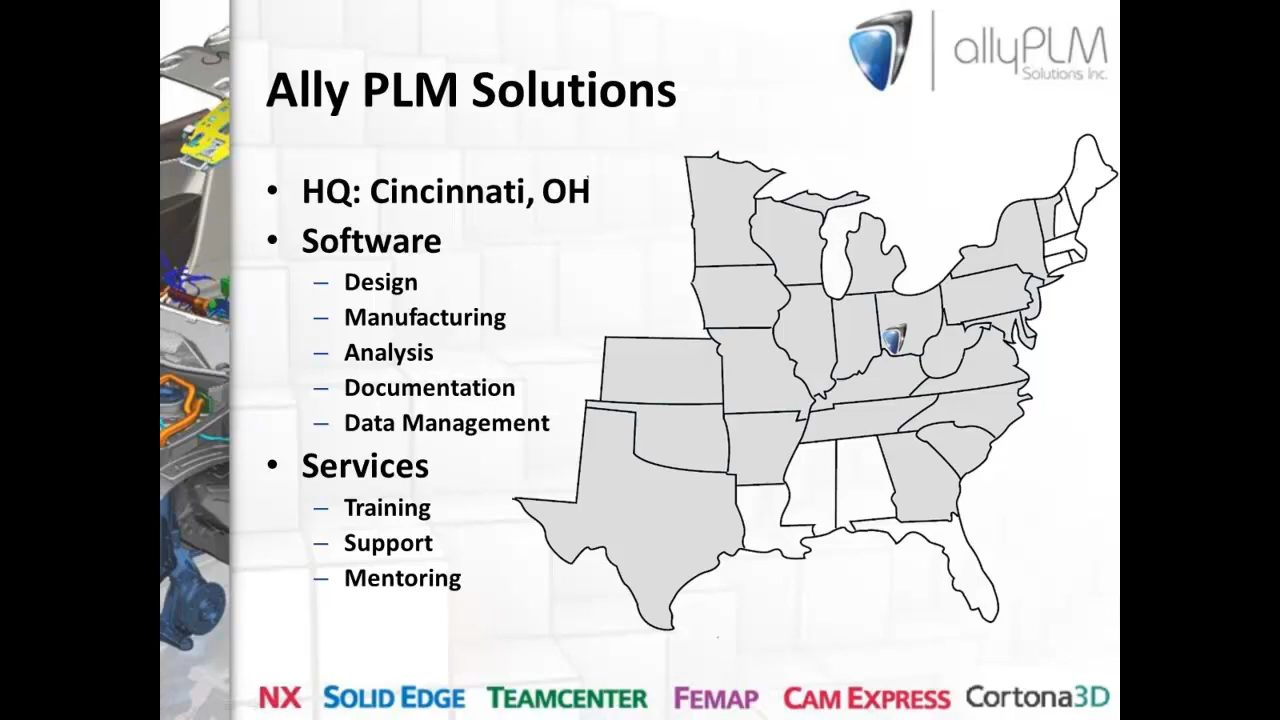 allyPLM
Solutions Inc.
Ally PLM Solutions
• HQ: Cincinnati, OH
• Software
– Design
– Manufacturing
– Analysis
– Documentation
– Data Management
• Services
– Training
– Support
– Mentoring
NX SOLID EDGE TEAMCENTER FEMAP CAM EXPRESS Cortona3D